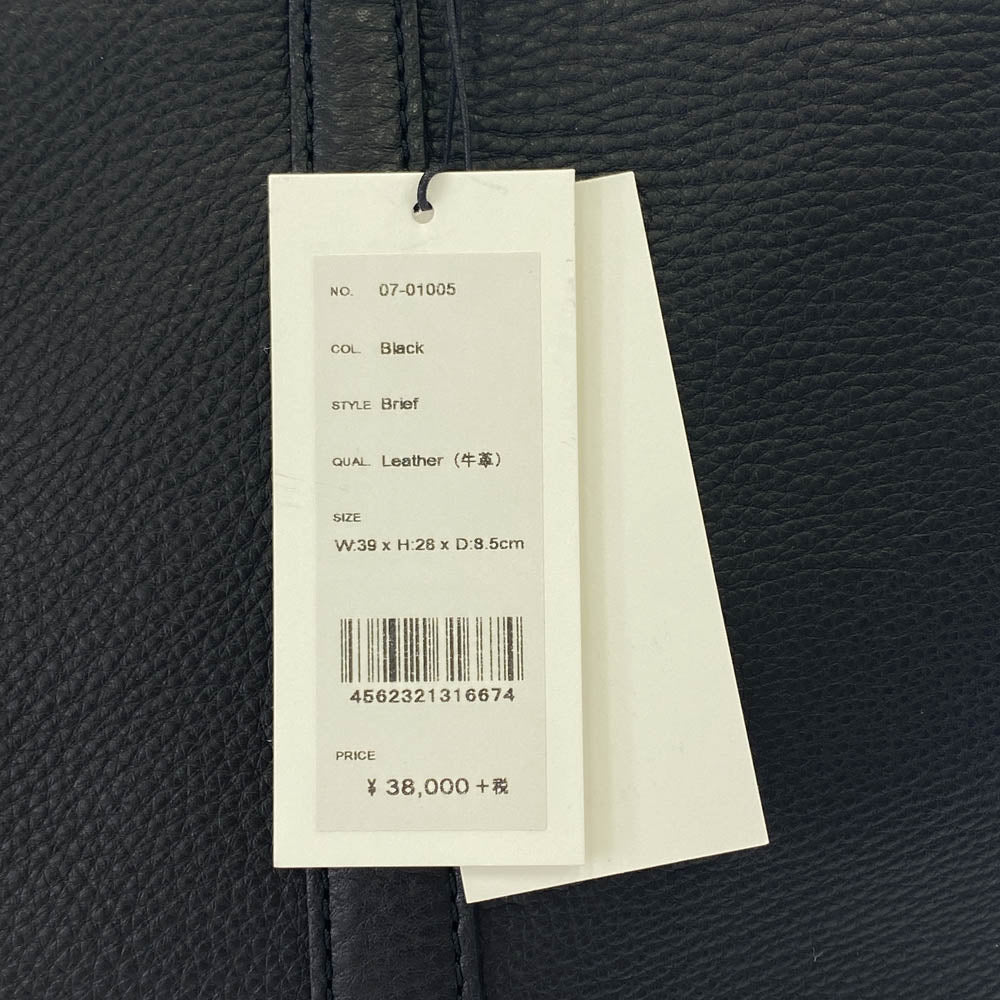 NO. 07-01005
COL. Black
STYLE Brief
QUAL. Leather (牛革)
SIZE
W:39 x H:28 x D:8.5cm
4562321316674
PRICE
¥ 38,000 +税